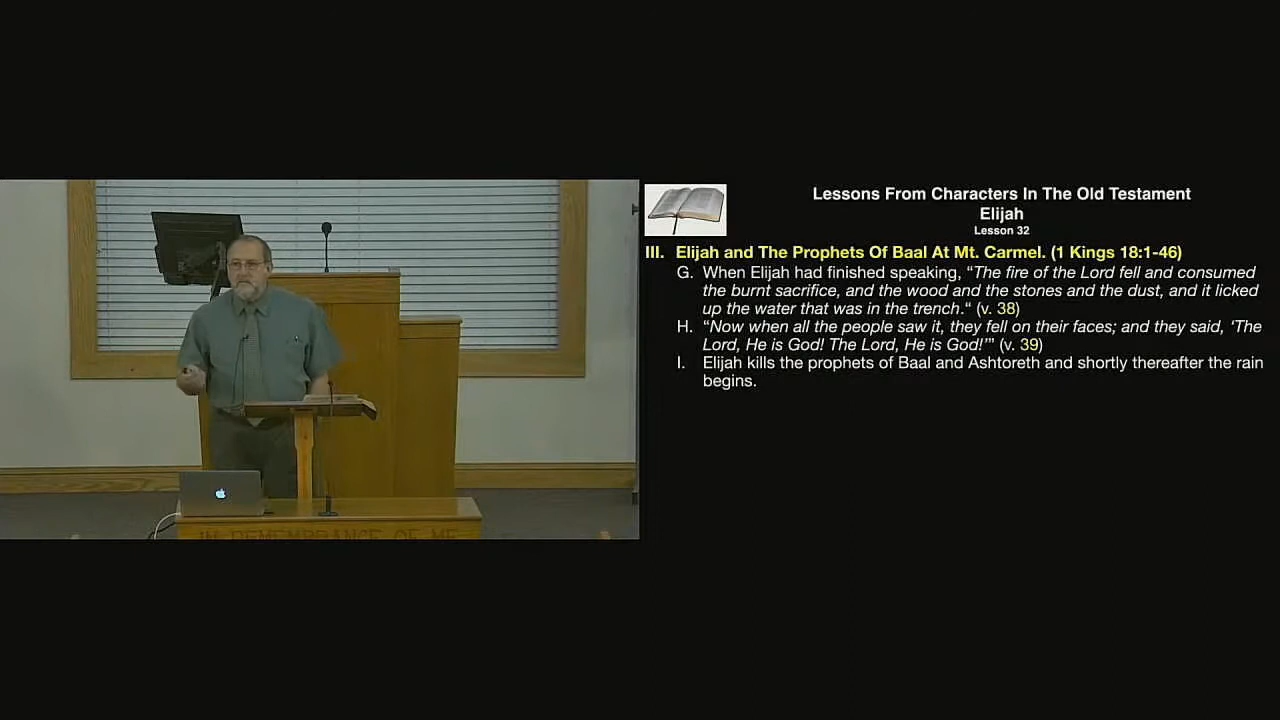 Lessons From Characters In The Old Testament
Elijah
Lesson 32
III. Elijah and The Prophets Of Baal At Mt. Carmel. (1 Kings 18:1-46)
G. When Elijah had finished speaking, “The fire of the Lord fell and consumed
the burnt sacrifice, and the wood and the stones and the dust, and it licked
up the water that was in the trench.“ (v. 38)
H. “Now when all the people saw it, they fell on their faces; and they said, ‘The
Lord, He is God! The Lord, He is God!’” (v. 39)
I. Elijah kills the prophets of Baal and Ashtoreth and shortly thereafter the rain
begins.
IN REMEMBRANCE OF ME